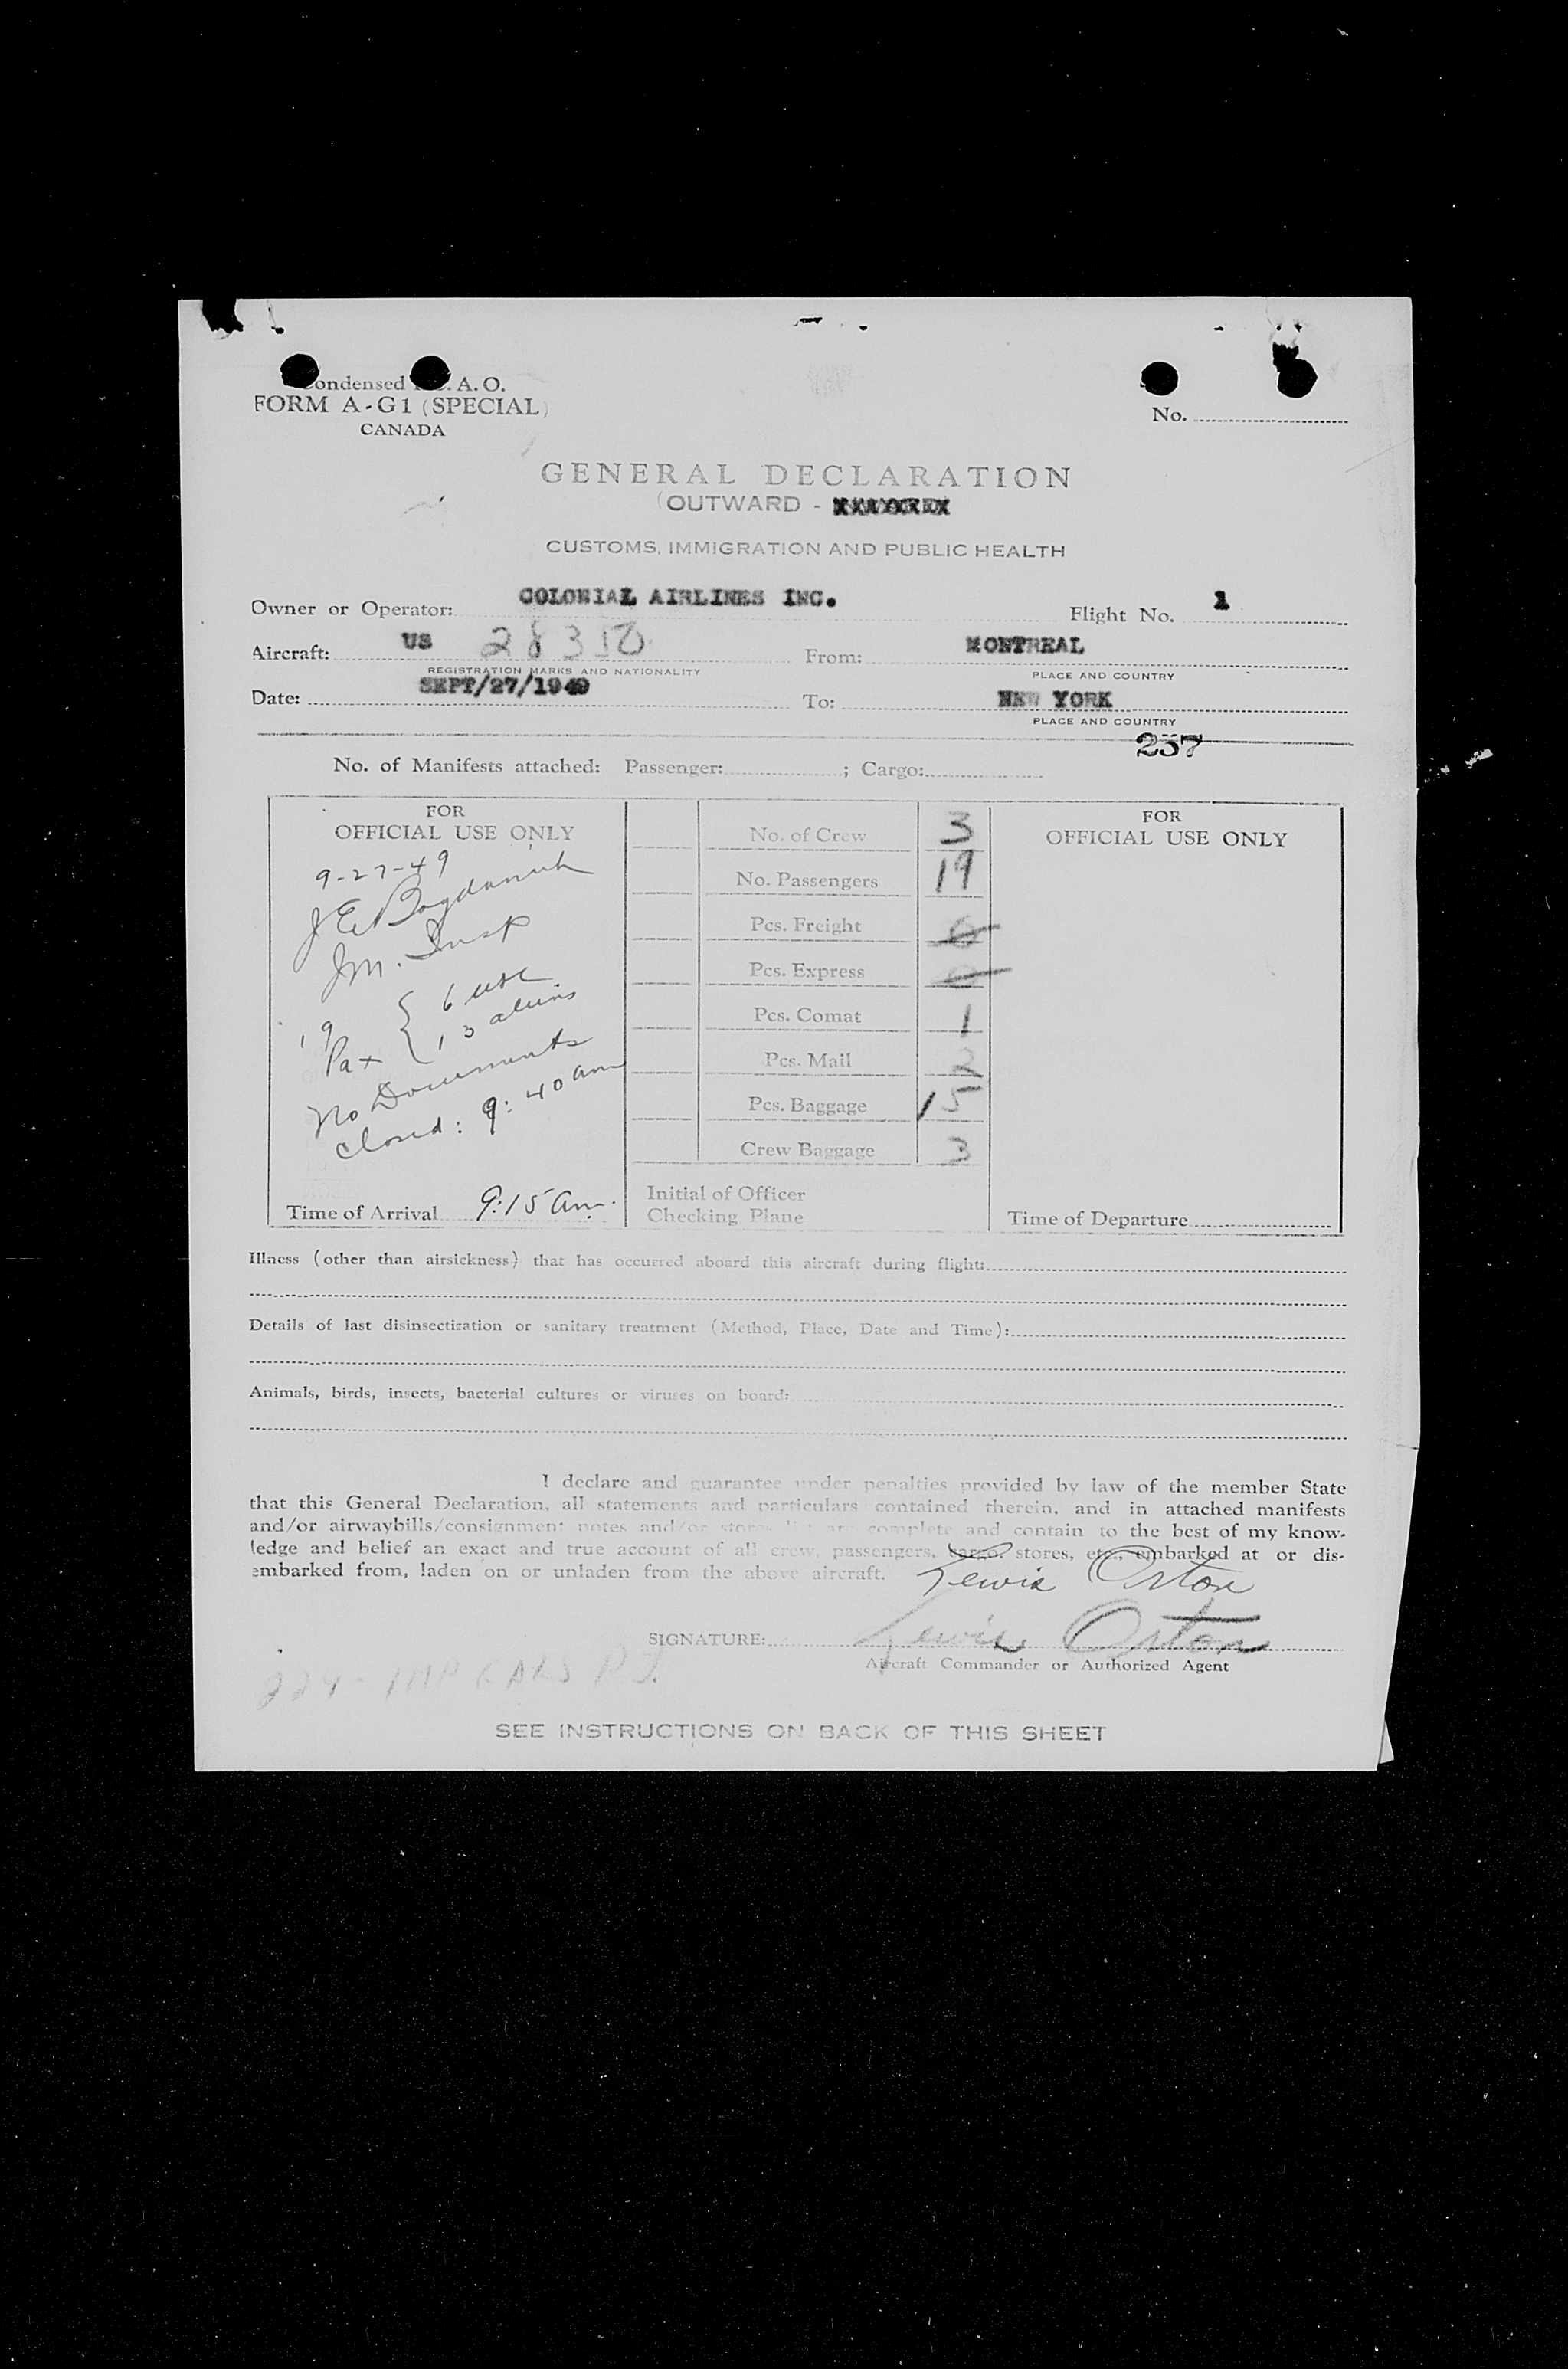 Condensed I.C.A.O.
FORM A-G1 (SPECIAL)
CANADA
No.
GENERAL DECLARATION
(OUTWARD -
CUSTOMS, IMMIGRATION AND PUBLIC HEALTH
Owner or Operator: COLONIAL AIRLINES INC. Flight No. 1
Aircraft: US 28350 From: MONTREAL
REGISTRATION MARKS AND NATIONALITY PLACE AND COUNTRY
Date: SEPT/27/1949 To: NEW YORK
PLACE AND COUNTRY
237
No. of Manifests attached: Passenger: ; Cargo:
FOR
OFFICIAL USE ONLY
9-27-49
J E Bogdanich
Im. Insp
19 Pax { 6 USC
13 aliens
No Documents
Closed: 9:40 am
Time of Arrival 9:15 am.
No. of Crew 3
No. Passengers 19
Pcs. Freight 0
Pcs. Express 0
Pcs. Comat 1
Pcs. Mail 2
Pcs. Baggage 15
Crew Baggage 3
Initial of Officer
Checking Plane
FOR
OFFICIAL USE ONLY
Time of Departure
Illness (other than airsickness) that has occurred aboard this aircraft during flight:
Details of last disinsectization or sanitary treatment (Method, Place, Date and Time):
Animals, birds, insects, bacterial cultures or viruses on board:
I declare and guarantee under penalties provided by law of the member State
that this General Declaration, all statements and particulars contained therein, and in attached manifests
and/or airwaybills/consignment notes and/or stores list are complete and contain to the best of my know-
ledge and belief an exact and true account of all crew, passengers, cargo, stores, etc., embarked at or dis-
embarked from, laden on or unladen from the above aircraft.
Lewis Orton
SIGNATURE: Lewis Orton
Aircraft Commander or Authorized Agent
SEE INSTRUCTIONS ON BACK OF THIS SHEET